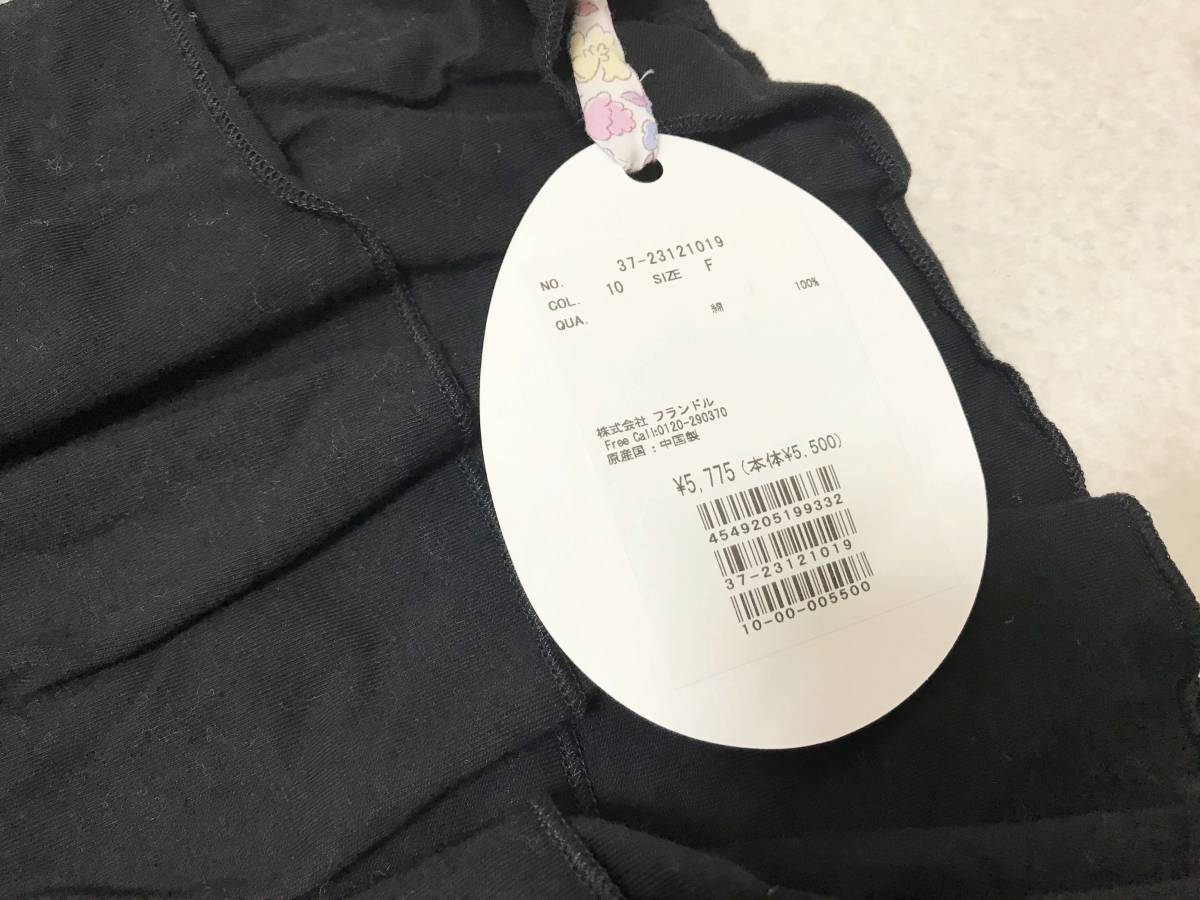 NO. 37-23121019
COL. 10 SIZE F
QUA. 綿 100%
株式会社 フランドル
Free Call:0120-290370
原産国：中国製
¥5,775(本体¥5,500)
4549205199332
37-23121019
10-00-005500